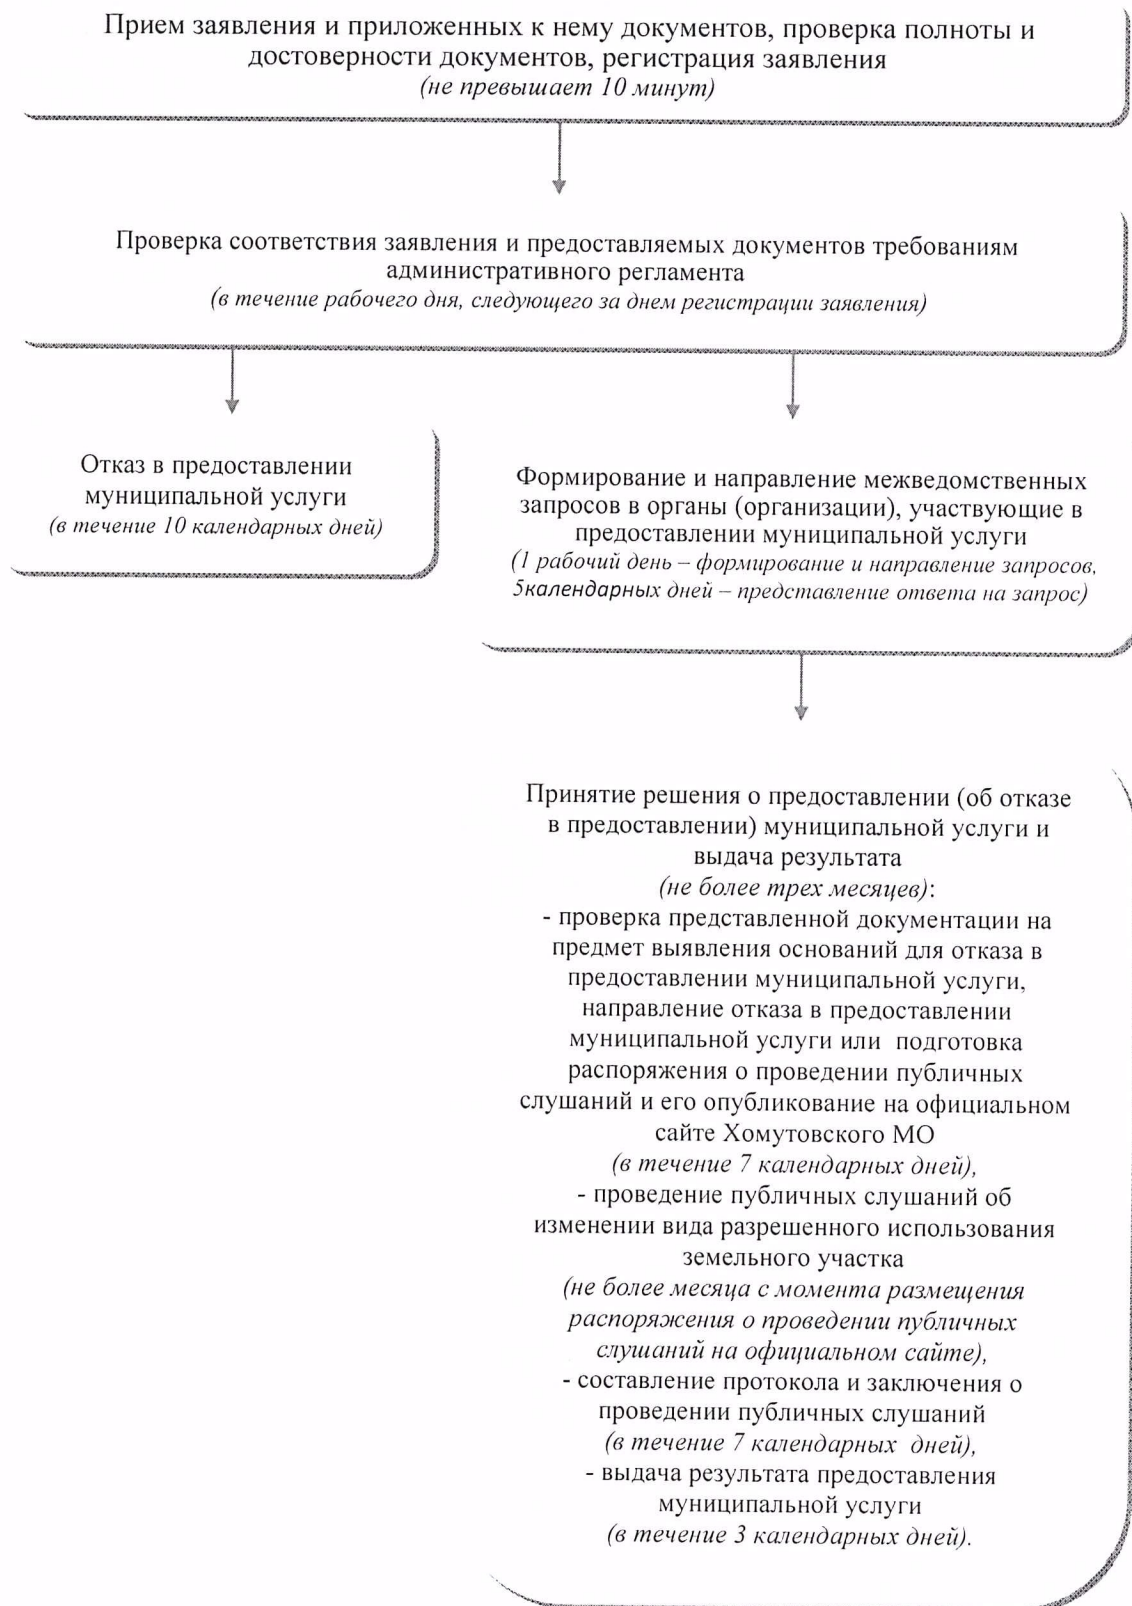 Прием заявления и приложенных к нему документов, проверка полноты и
достоверности документов, регистрация заявления
(не превышает 10 минут)
Проверка соответствия заявления и предоставляемых документов требованиям
административного регламента
(в течение рабочего дня, следующего за днем регистрации заявления)
Отказ в предоставлении
муниципальной услуги
(в течение 10 календарных дней)
Формирование и направление межведомственных
запросов в органы (организации), участвующие в
предоставлении муниципальной услуги
(1 рабочий день – формирование и направление запросов,
5календарных дней – представление ответа на запрос)
Принятие решения о предоставлении (об отказе
в предоставлении) муниципальной услуги и
выдача результата
(не более трех месяцев):
- проверка представленной документации на
предмет выявления оснований для отказа в
предоставлении муниципальной услуги,
направление отказа в предоставлении
муниципальной услуги или подготовка
распоряжения о проведении публичных
слушаний и его опубликование на официальном
сайте Хомутовского МО
(в течение 7 календарных дней),
- проведение публичных слушаний об
изменении вида разрешенного использования
земельного участка
(не более месяца с момента размещения
распоряжения о проведении публичных
слушаний на официальном сайте),
- составление протокола и заключения о
проведении публичных слушаний
(в течение 7 календарных дней),
- выдача результата предоставления
муниципальной услуги
(в течение 3 календарных дней).